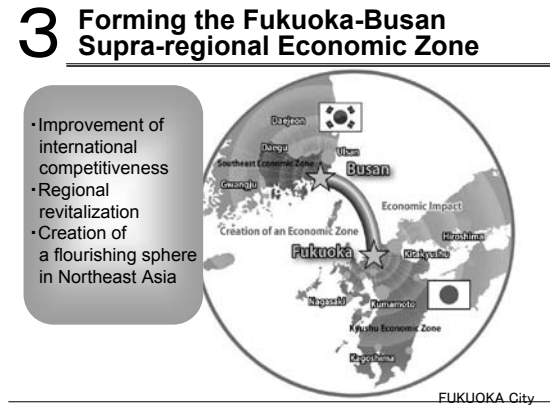 3
Forming the Fukuoka-Busan
Supra-regional Economic Zone
・Improvement of
international
competitiveness
・Regional
revitalization
・Creation of
a flourishing sphere
in Northeast Asia
Daejeon
Daegu
Ulsan
Southeast Economic Zone
Busan
Gwangju
Economic Impact
Creation of an Economic Zone
Hiroshima
Fukuoka
Kitakyushu
Nagasaki
Kumamoto
Kyushu Economic Zone
Kagoshima
FUKUOKA City